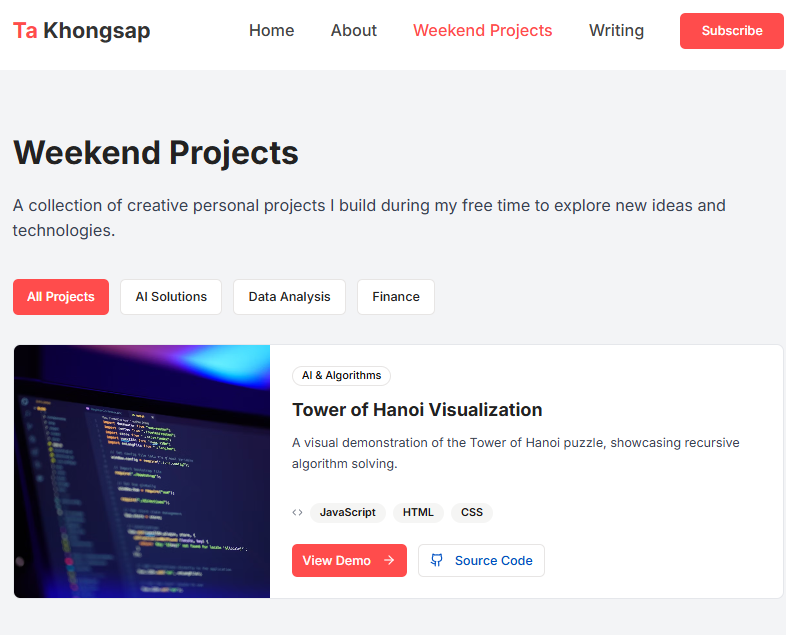 Ta Khongsap
Home About Weekend Projects Writing Subscribe
Weekend Projects
A collection of creative personal projects I build during my free time to explore new ideas and
technologies.
All Projects AI Solutions Data Analysis Finance
AI & Algorithms
Tower of Hanoi Visualization
A visual demonstration of the Tower of Hanoi puzzle, showcasing recursive
algorithm solving.
<> JavaScript HTML CSS
View Demo → Source Code